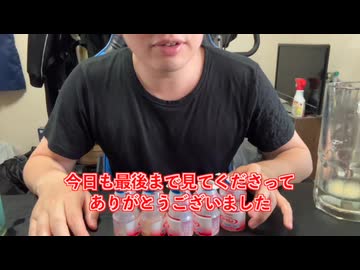 今日も最後まで見てくださって
ありがとうございました